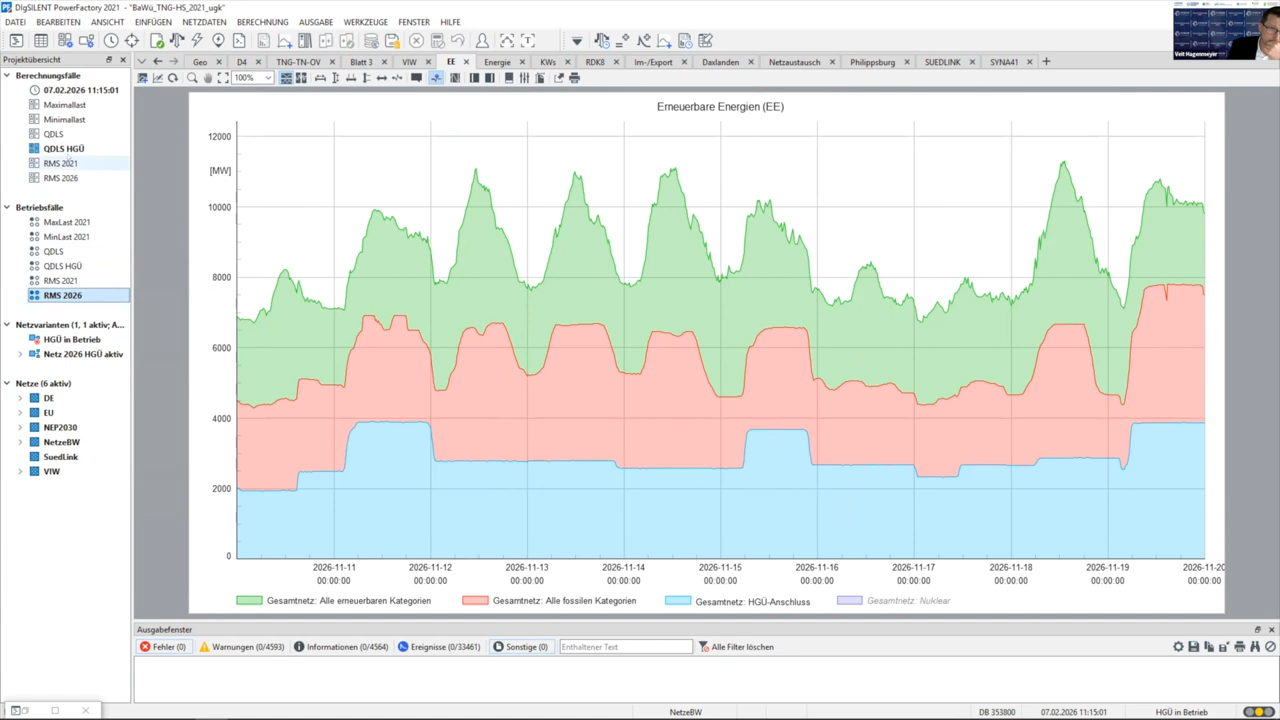 DIgSILENT PowerFactory 2021 - "BaWü_TNG-HS_2021_ugk"
DATEI BEARBEITEN ANSICHT EINFÜGEN NETZDATEN BERECHNUNG AUSGABE WERKZEUGE FENSTER HILFE
Projektübersicht
Geo D4 TNG-TN-OV Blatt 3 VIW EE KWs RDK8 Im-/Export Daxlanden Netzaustausch Philippsburg SUEDLINK SYNA41
100%
Veit Hagenmeyer
Berechnungsfälle
07.02.2026 11:15:01
Maximallast
Minimallast
QDLS
QDLS HGÜ
RMS 2021
RMS 2026
Betriebsfälle
MaxLast 2021
MinLast 2021
QDLS
QDLS HGÜ
RMS 2021
RMS 2026
Netzvarianten (1, 1 aktiv; A...
HGÜ in Betrieb
Netz 2026 HGÜ aktiv
Netze (6 aktiv)
DE
EU
NEP2030
NetzeBW
SuedLink
VIW
Erneuerbare Energien (EE)
12000
[MW]
10000
8000
6000
4000
2000
0
2026-11-11 2026-11-12 2026-11-13 2026-11-14 2026-11-15 2026-11-16 2026-11-17 2026-11-18 2026-11-19 2026-11-20
00:00:00 00:00:00 00:00:00 00:00:00 00:00:00 00:00:00 00:00:00 00:00:00 00:00:00 00:00:00
Gesamtnetz: Alle erneuerbaren Kategorien Gesamtnetz: Alle fossilen Kategorien Gesamtnetz: HGÜ-Anschluss Gesamtnetz: Nuklear
Ausgabefenster
Fehler (0) Warnungen (0/4593) Informationen (0/4564) Ereignisse (0/33461) Sonstige (0) Enthaltener Text Alle Filter löschen
NetzeBW DB 353800 07.02.2026 11:15:01 HGÜ in Betrieb